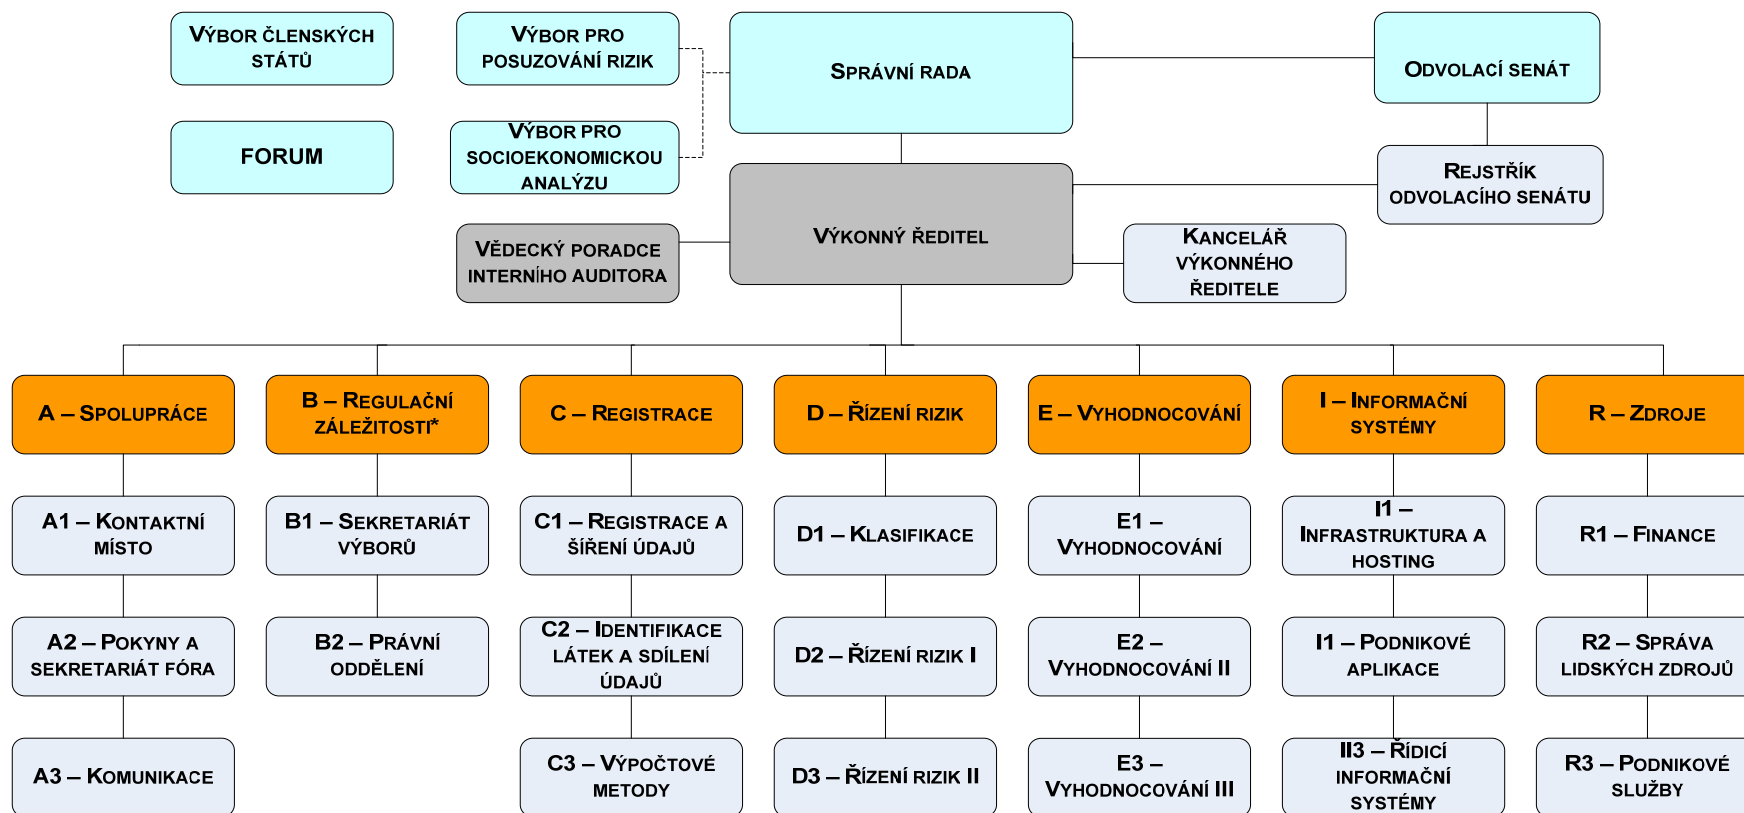 VÝBOR ČLENSKÝCH
STÁTŮ
VÝBOR PRO
POSUZOVÁNÍ RIZIK
SPRÁVNÍ RADA
ODVOLACÍ SENÁT
FORUM
VÝBOR PRO
SOCIOEKONOMICKOU
ANALÝZU
REJSTŘÍK
ODVOLACÍHO SENÁTU
VĚDECKÝ PORADCE
INTERNÍHO AUDITORA
VÝKONNÝ ŘEDITEL
KANCELÁŘ
VÝKONNÉHO
ŘEDITELE
A – SPOLUPRÁCE
B – REGULAČNÍ
ZÁLEŽITOSTI*
C – REGISTRACE
D – ŘÍZENÍ RIZIK
E – VYHODNOCOVÁNÍ
I – INFORMAČNÍ
SYSTÉMY
R – ZDROJE
A1 – KONTAKTNÍ
MÍSTO
B1 – SEKRETARIÁT
VÝBORŮ
C1 – REGISTRACE A
ŠÍŘENÍ ÚDAJŮ
D1 – KLASIFIKACE
E1 –
VYHODNOCOVÁNÍ
I1 –
INFRASTRUKTURA A
HOSTING
R1 – FINANCE
A2 – POKYNY A
SEKRETARIÁT FÓRA
B2 – PRÁVNÍ
ODDĚLENÍ
C2 – IDENTIFIKACE
LÁTEK A SDÍLENÍ
ÚDAJŮ
D2 – ŘÍZENÍ RIZIK I
E2 –
VYHODNOCOVÁNÍ II
I1 – PODNIKOVÉ
APLIKACE
R2 – SPRÁVA
LIDSKÝCH ZDROJŮ
A3 – KOMUNIKACE
C3 – VÝPOČTOVÉ
METODY
D3 – ŘÍZENÍ RIZIK II
E3 –
VYHODNOCOVÁNÍ III
II3 – ŘÍDICÍ
INFORMAČNÍ
SYSTÉMY
R3 – PODNIKOVÉ
SLUŽBY